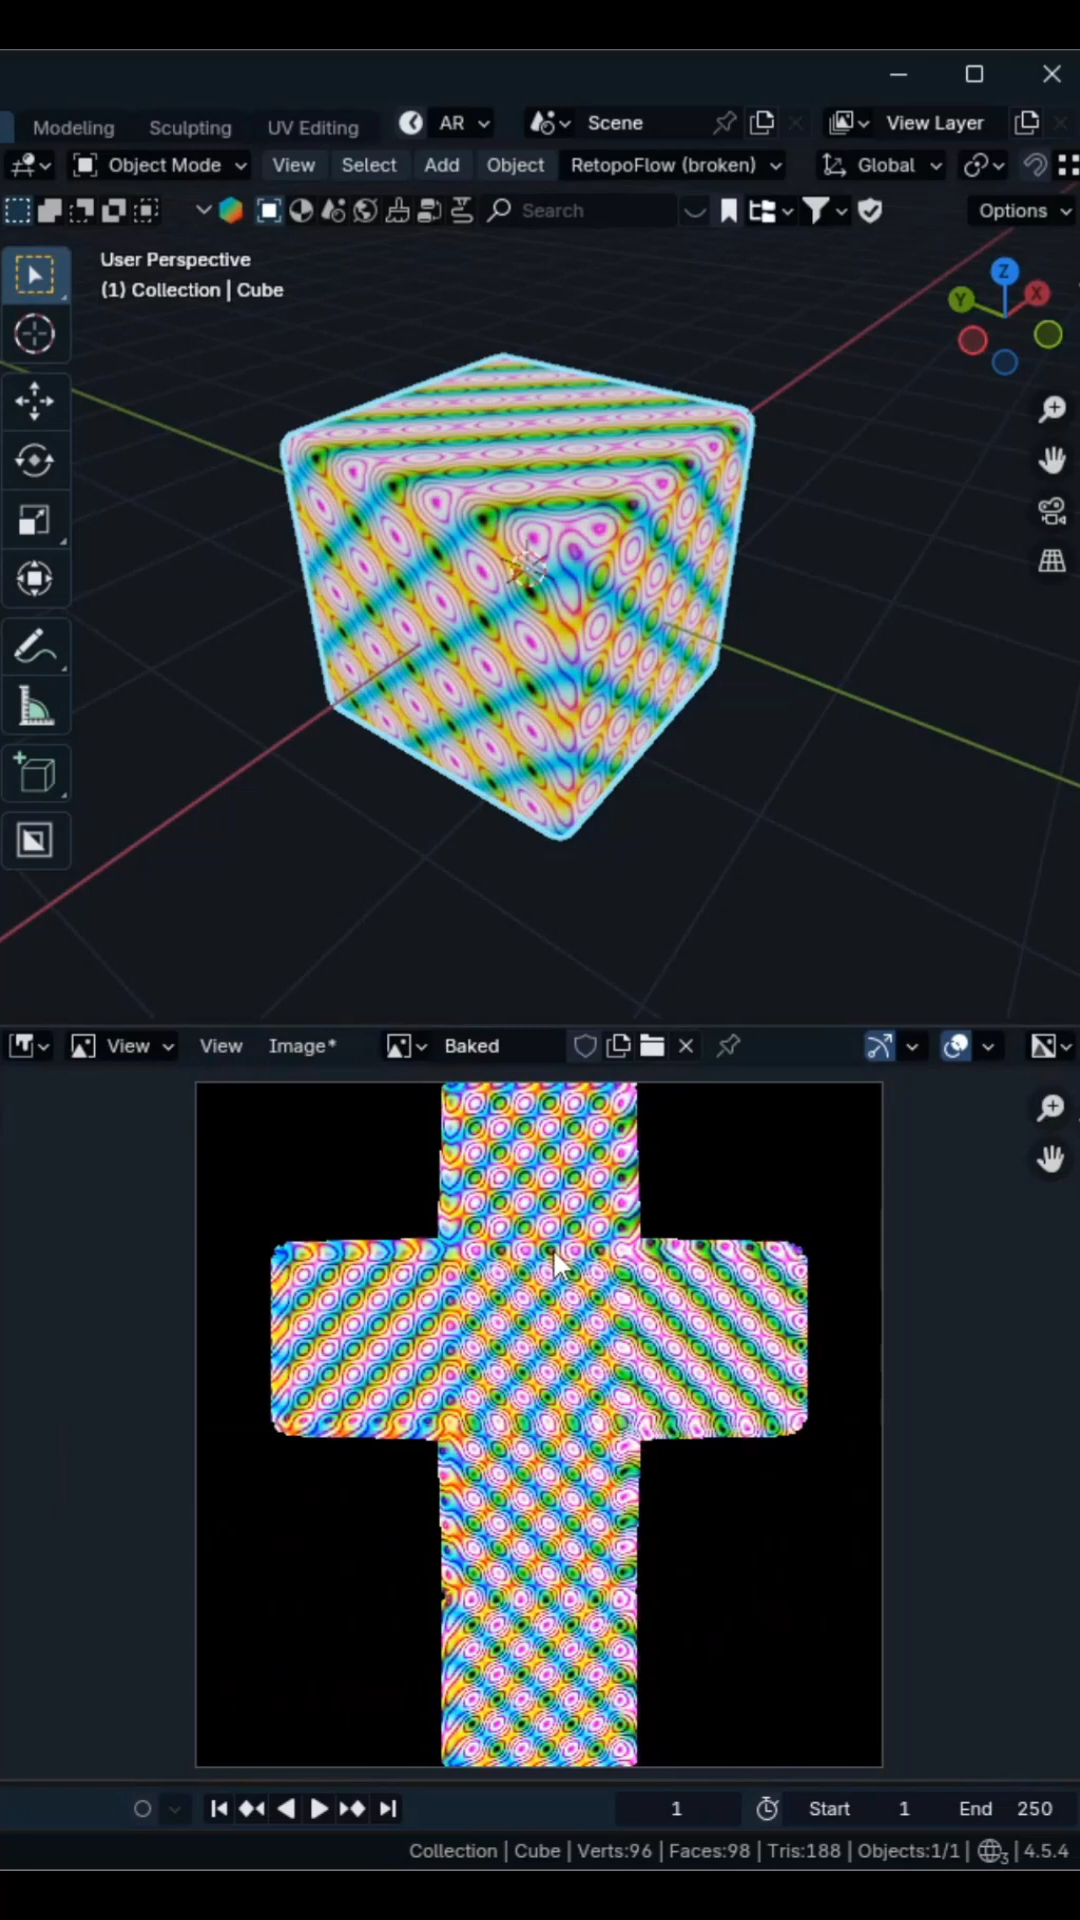 Modeling Sculpting UV Editing AR Scene View Layer
Object Mode View Select Add Object RetopoFlow (broken) Global
Search Options
User Perspective
(1) Collection | Cube
Z
Y X
View View Image* Baked
1 Start 1 End 250
Collection | Cube | Verts:96 | Faces:98 | Tris:188 | Objects:1/1 | 3 | 4.5.4